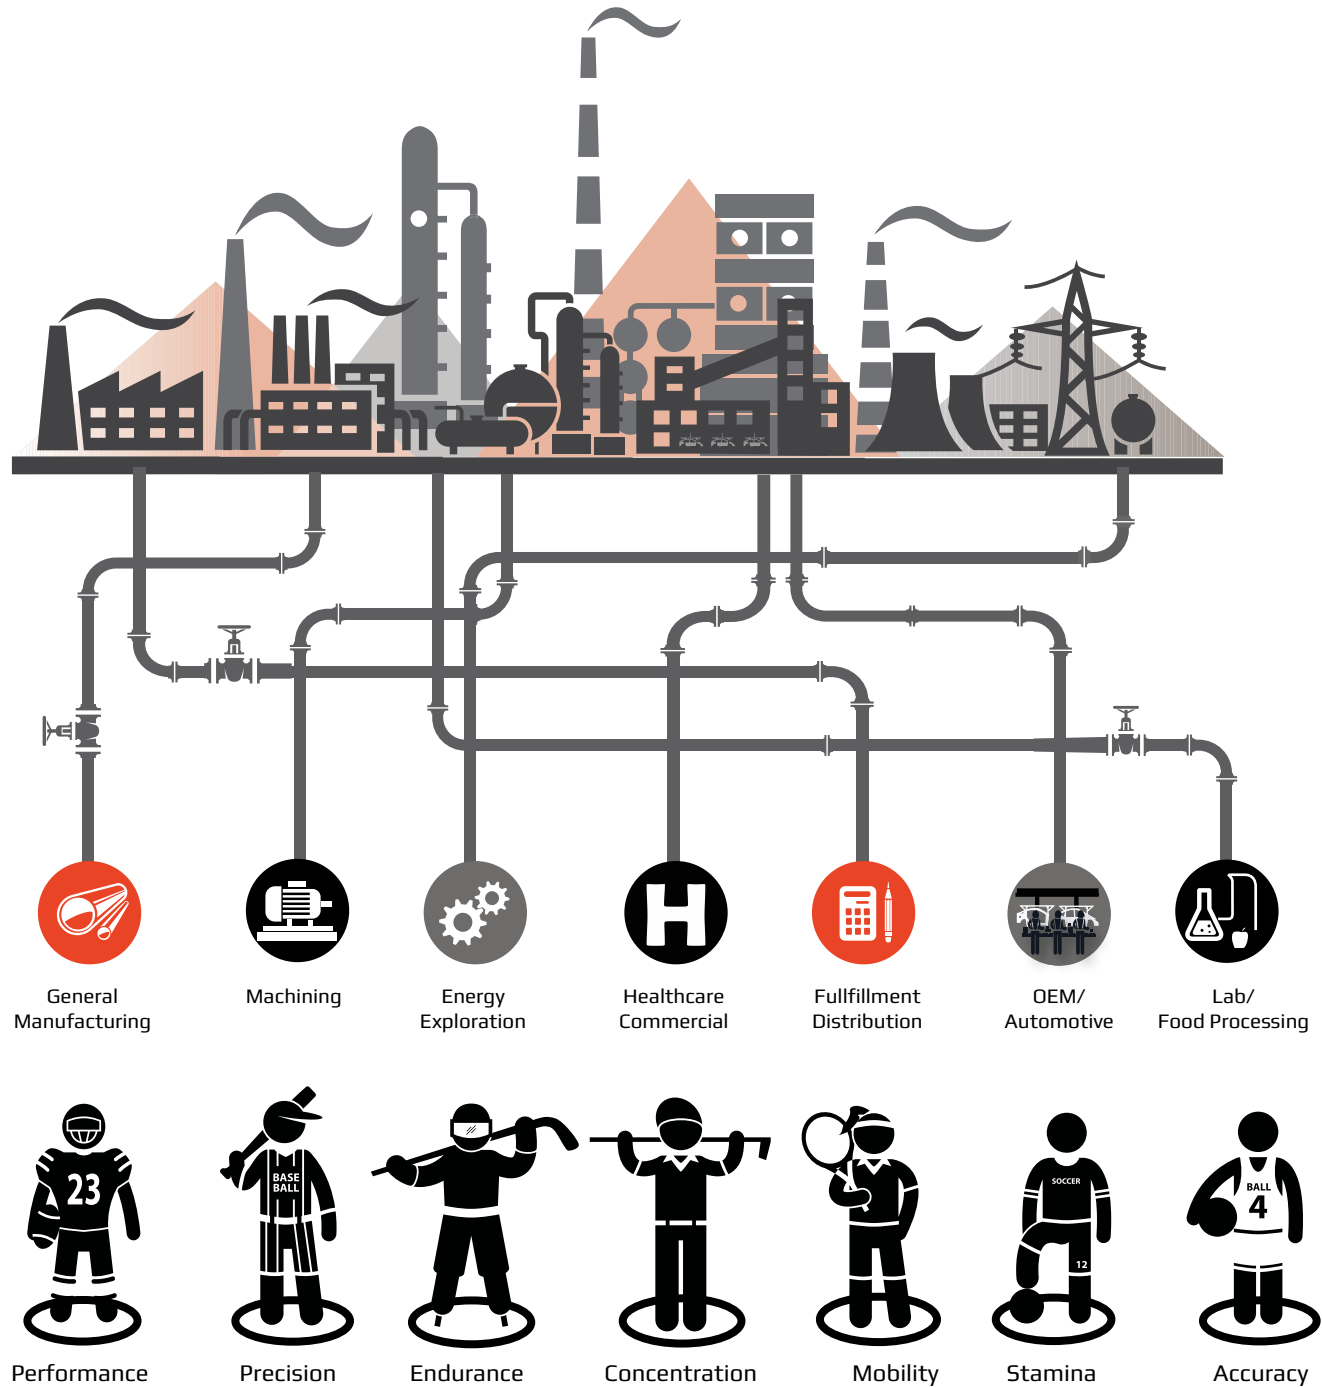 General
Manufacturing
Machining
Energy
Exploration
Healthcare
Commercial
Fullfillment
Distribution
OEM/
Automotive
Lab/
Food Processing
23
BASE
BALL
SOCCER
12
BALL
4
Performance
Precision
Endurance
Concentration
Mobility
Stamina
Accuracy